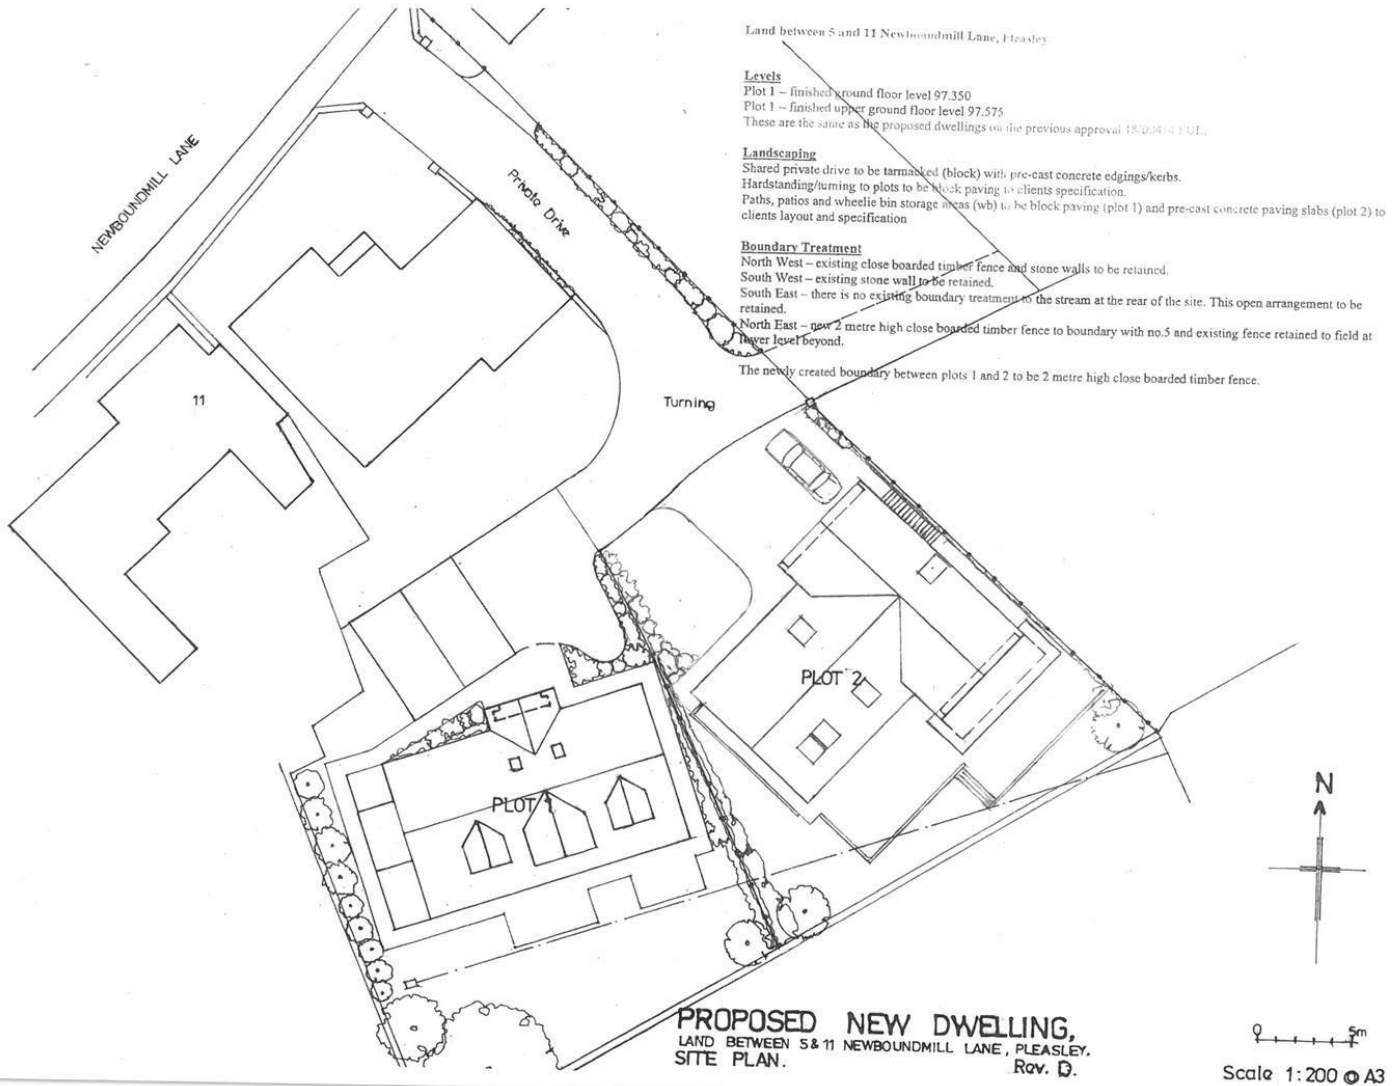 Land between 5 and 11 Newboundmill Lane, Pleasley
Levels
Plot 1 – finished ground floor level 97.350
Plot 1 – finished upper ground floor level 97.575
These are the same as the proposed dwellings on the previous approval
Landscaping
Shared private drive to be tarmacked (block) with pre-cast concrete edgings/kerbs.
Hardstanding/turning to plots to be block paving to clients specification.
Paths, patios and wheelie bin storage areas (wb) to be block paving (plot 1) and pre-cast concrete paving slabs (plot 2) to
clients layout and specification
Boundary Treatment
North West – existing close boarded timber fence and stone walls to be retained.
South West – existing stone wall to be retained.
South East – there is no existing boundary treatment to the stream at the rear of the site. This open arrangement to be
retained.
North East – new 2 metre high close boarded timber fence to boundary with no.5 and existing fence retained to field at
lower level beyond.
The newly created boundary between plots 1 and 2 to be 2 metre high close boarded timber fence.
NEWBOUNDMILL LANE
Private Drive
11
Turning
PLOT 2
PLOT 1
N
PROPOSED NEW DWELLING,
LAND BETWEEN 5 & 11 NEWBOUNDMILL LANE, PLEASLEY.
SITE PLAN. Rev. D.
0 5m
Scale 1:200 @ A3